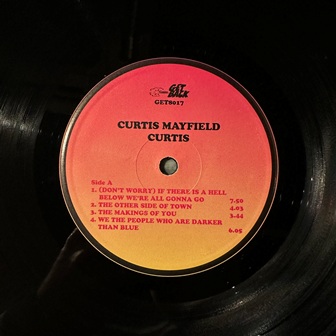 GET BACK
GET8017
CURTIS MAYFIELD
CURTIS
Side A
1. (DON'T WORRY) IF THERE IS A HELL
BELOW WE'RE ALL GONNA GO 7.50
2. THE OTHER SIDE OF TOWN 4.03
3. THE MAKINGS OF YOU 3.44
4. WE THE PEOPLE WHO ARE DARKER
THAN BLUE 6.05